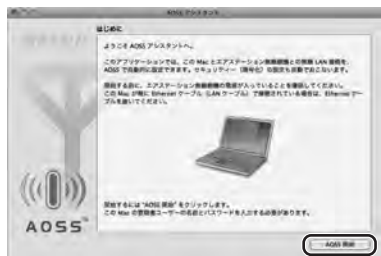 AOSS アシスタント
はじめに
ようこそ AOSS アシスタントへ。
このアプリケーションでは、この Mac とエアステーション無線親機との無線 LAN 接続を、
AOSS で自動的に設定できます。セキュリティー（暗号化）の設定も自動でおこないます。
開始する前に、エアステーション無線親機の電源が入っていることを確認してください。
この Mac が既に Ethernet ケーブル（LAN ケーブル）で接続されている場合は、Ethernet ケー
ブルを抜いてください。
開始するには "AOSS 開始" をクリックします。
この Mac の管理者ユーザーの名前とパスワードを入力する必要があります。
AOSS™
AOSS 開始